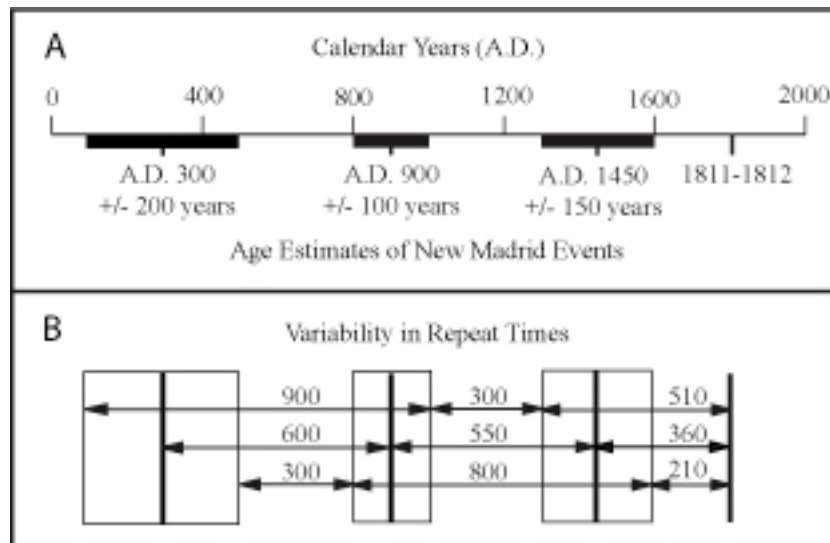 A
Calendar Years (A.D.)
0 400 800 1200 1600 2000
A.D. 300 A.D. 900 A.D. 1450 1811-1812
+/- 200 years +/- 100 years +/- 150 years
Age Estimates of New Madrid Events
B
Variability in Repeat Times
900 300 510
600 550 360
300 800 210